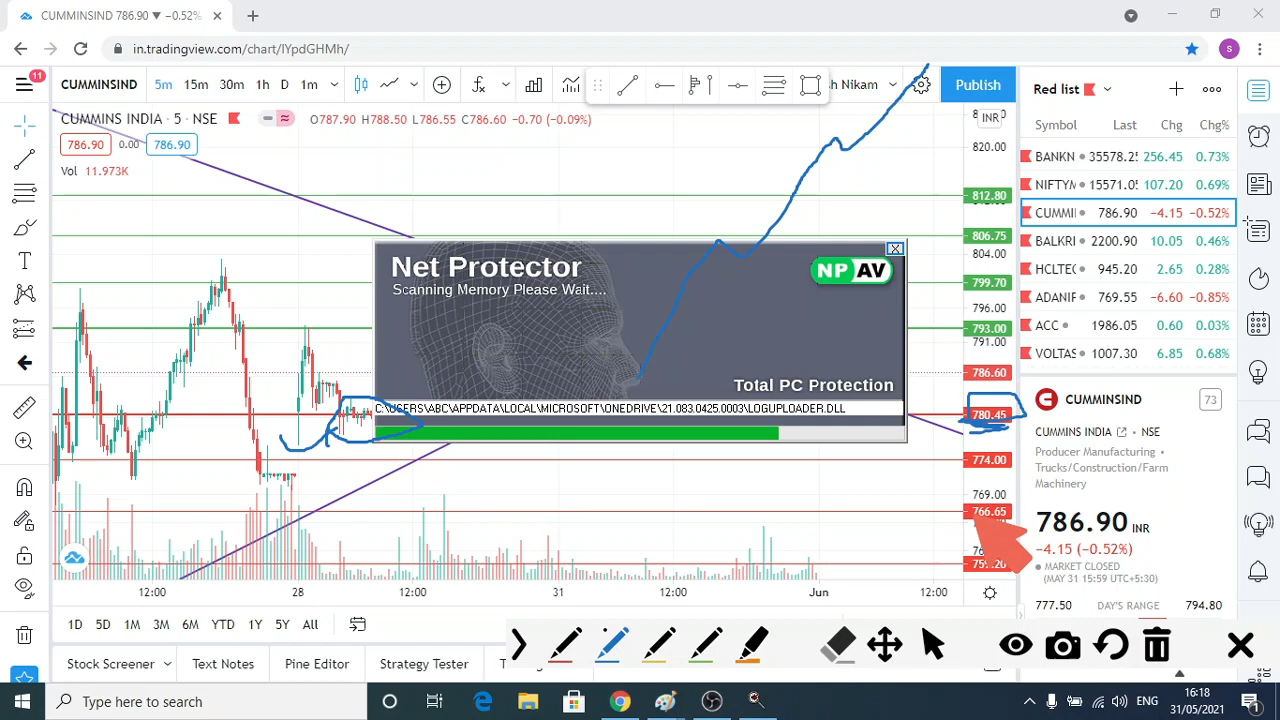 CUMMINSIND 786.90 ▼ −0.52%
in.tradingview.com/chart/IYpdGHMh/
S
11
CUMMINSIND 5m 15m 30m 1h D 1m
h Nikam
Publish
Red list
CUMMINS INDIA · 5 · NSE
O787.90 H788.50 L786.55 C786.60 −0.70 (−0.09%)
786.90 0.00 786.90
Vol 11.973K
INR
820.00
812.80
806.75
804.00
799.70
796.00
793.00
791.00
786.60
780.45
774.00
769.00
766.65
Symbol Last Chg Chg%
BANKN 35578.25 256.45 0.73%
NIFTY 15571.05 107.20 0.69%
CUMMI 786.90 −4.15 −0.52%
BALKRI 2200.90 10.05 0.46%
HCLTEC 945.20 2.65 0.28%
ADANIF 769.55 −6.60 −0.85%
ACC 1986.05 0.60 0.03%
VOLTAS 1007.30 6.85 0.68%
Net Protector
Scanning Memory Please Wait....
NP AV
Total PC Protection
C:\USERS\ABC\APPDATA\LOCAL\MICROSOFT\ONEDRIVE\21.083.0425.0003\LOGUPLOADER.DLL
CUMMINSIND 73
CUMMINS INDIA · NSE
Producer Manufacturing •
Trucks/Construction/Farm
Machinery
786.90 INR
−4.15 (−0.52%)
MARKET CLOSED
(MAY 31 15:59 UTC+5:30)
777.50 DAY'S RANGE 794.80
12:00 28 12:00 31 12:00 Jun 12:00
1D 5D 1M 3M 6M YTD 1Y 5Y All
Stock Screener Text Notes Pine Editor Strategy Tester
Type here to search
ENG
16:18
31/05/2021
1